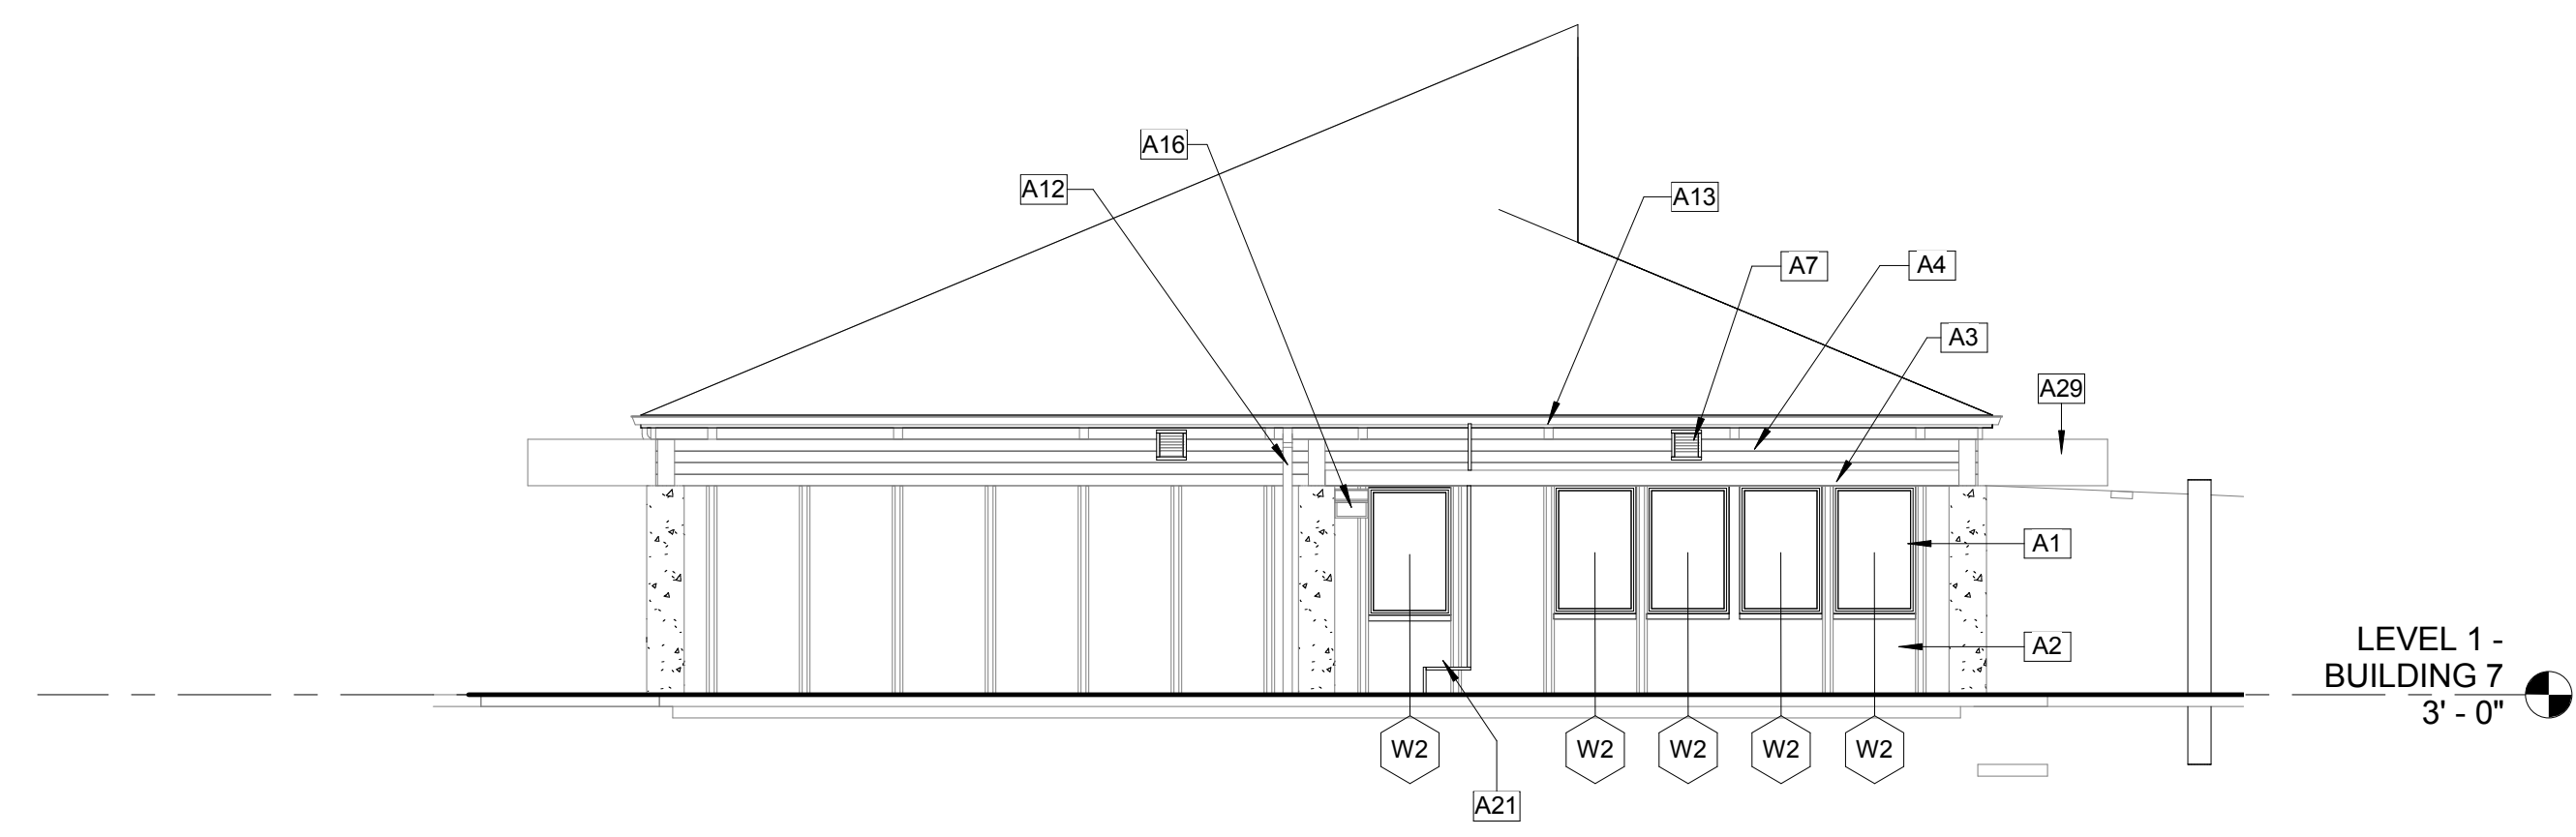 A16
A12
A13
A7
A4
A3
A29
A1
A2
LEVEL 1 -
BUILDING 7
3' - 0"
W2
W2
W2
W2
W2
A21